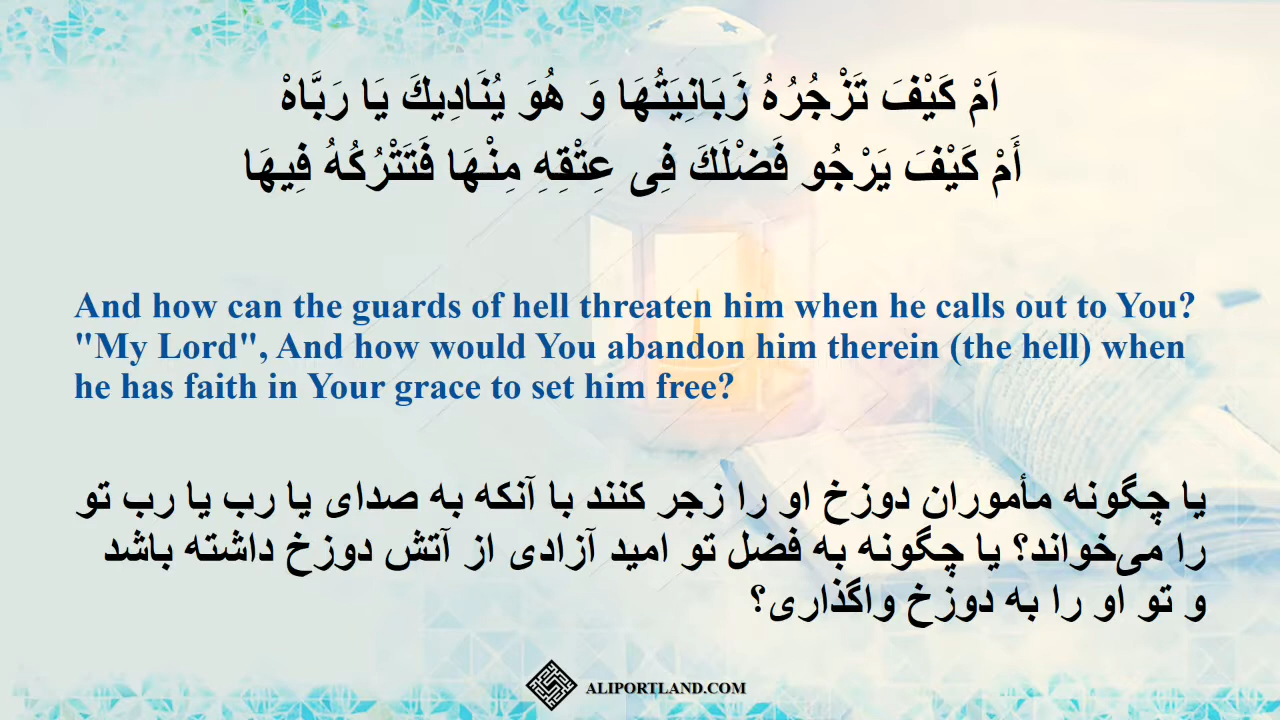 اَمْ كَيْفَ تَزْجُرُهُ زَبَانِيَتُهَا وَ هُوَ يُنَادِيكَ يَا رَبَّاهْ
أَمْ كَيْفَ يَرْجُو فَضْلَكَ فِى عِتْقِهِ مِنْهَا فَتَتْرُكُهُ فِيهَا
And how can the guards of hell threaten him when he calls out to You?
"My Lord", And how would You abandon him therein (the hell) when
he has faith in Your grace to set him free?
یا چگونه مأموران دوزخ او را زجر کنند با آنکه به صدای یا رب یا رب تو
را می‌خواند؟ یا چگونه به فضل تو امید آزادی از آتش دوزخ داشته باشد
و تو او را به دوزخ واگذاری؟
ALIPORTLAND.COM